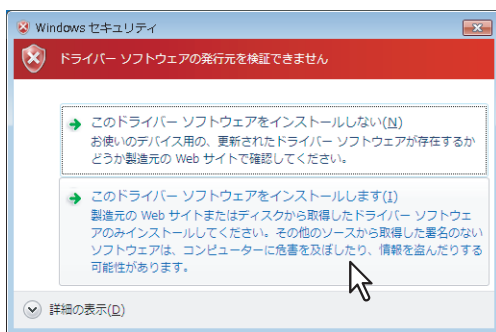 Windows セキュリティ
ドライバー ソフトウェアの発行元を検証できません
このドライバー ソフトウェアをインストールしない(N)
お使いのデバイス用の、更新されたドライバー ソフトウェアが存在するか
どうか製造元の Web サイトで確認してください。
このドライバー ソフトウェアをインストールします(I)
製造元の Web サイトまたはディスクから取得したドライバー ソフトウェ
アのみインストールしてください。その他のソースから取得した署名のない
ソフトウェアは、コンピューターに危害を及ぼしたり、情報を盗んだりする
可能性があります。
詳細の表示(D)